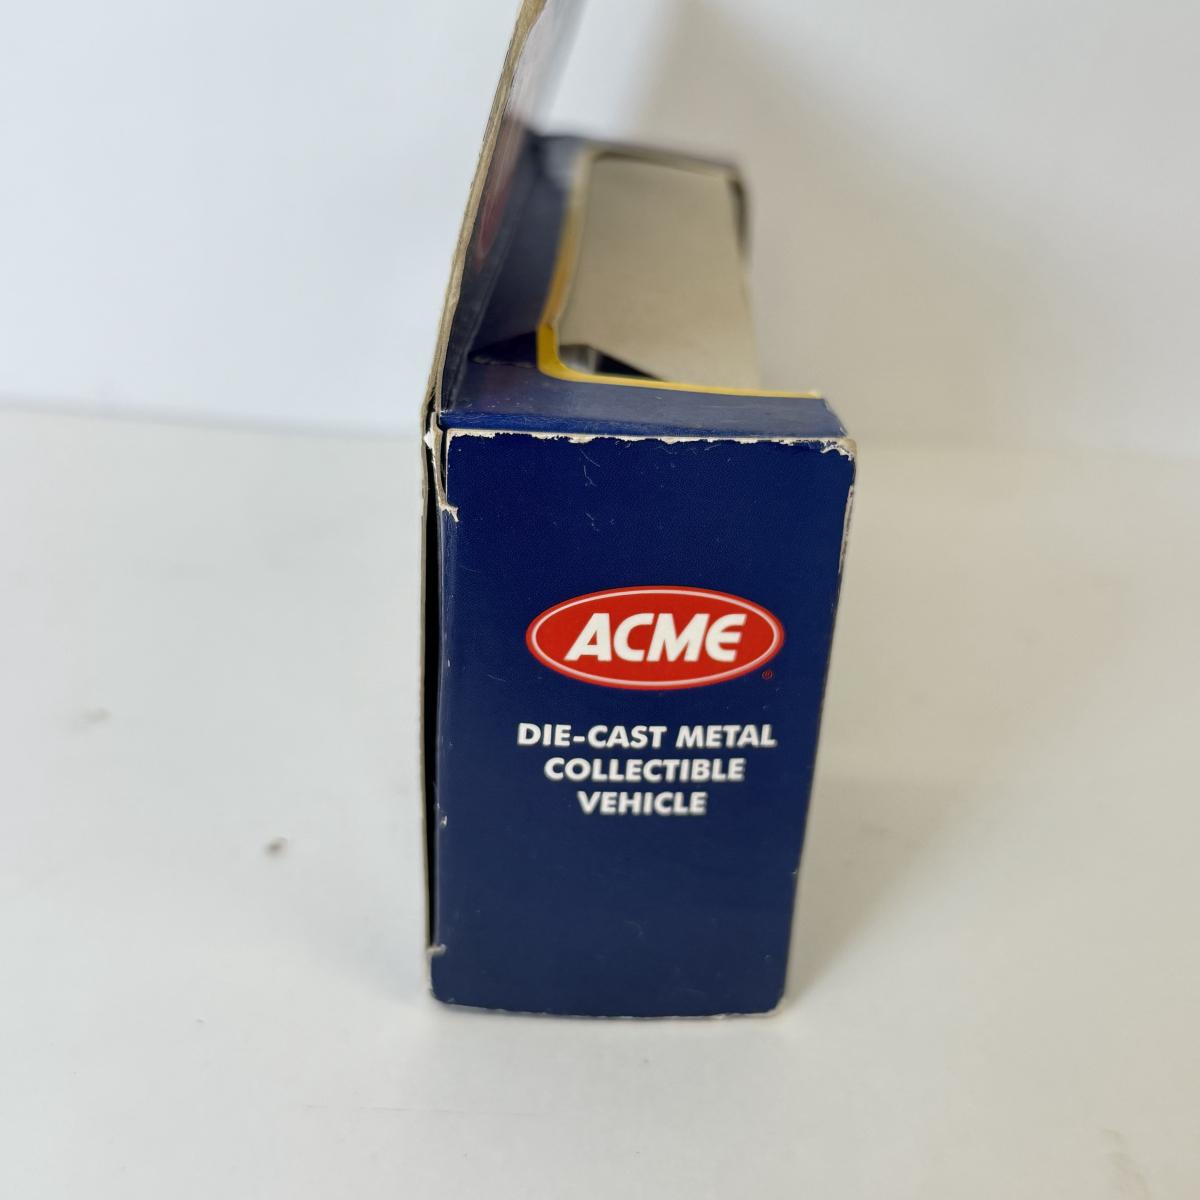 ACME
®
DIE-CAST METAL
COLLECTIBLE
VEHICLE